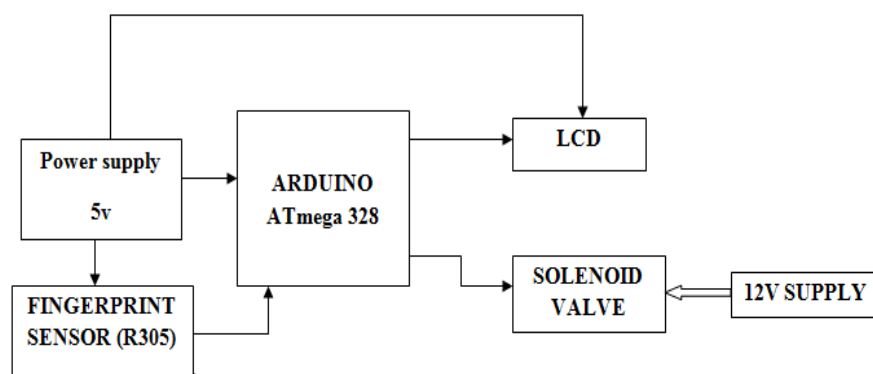 Power supply
5v
ARDUINO
ATmega 328
LCD
FINGERPRINT
SENSOR (R305)
SOLENOID
VALVE
12V SUPPLY